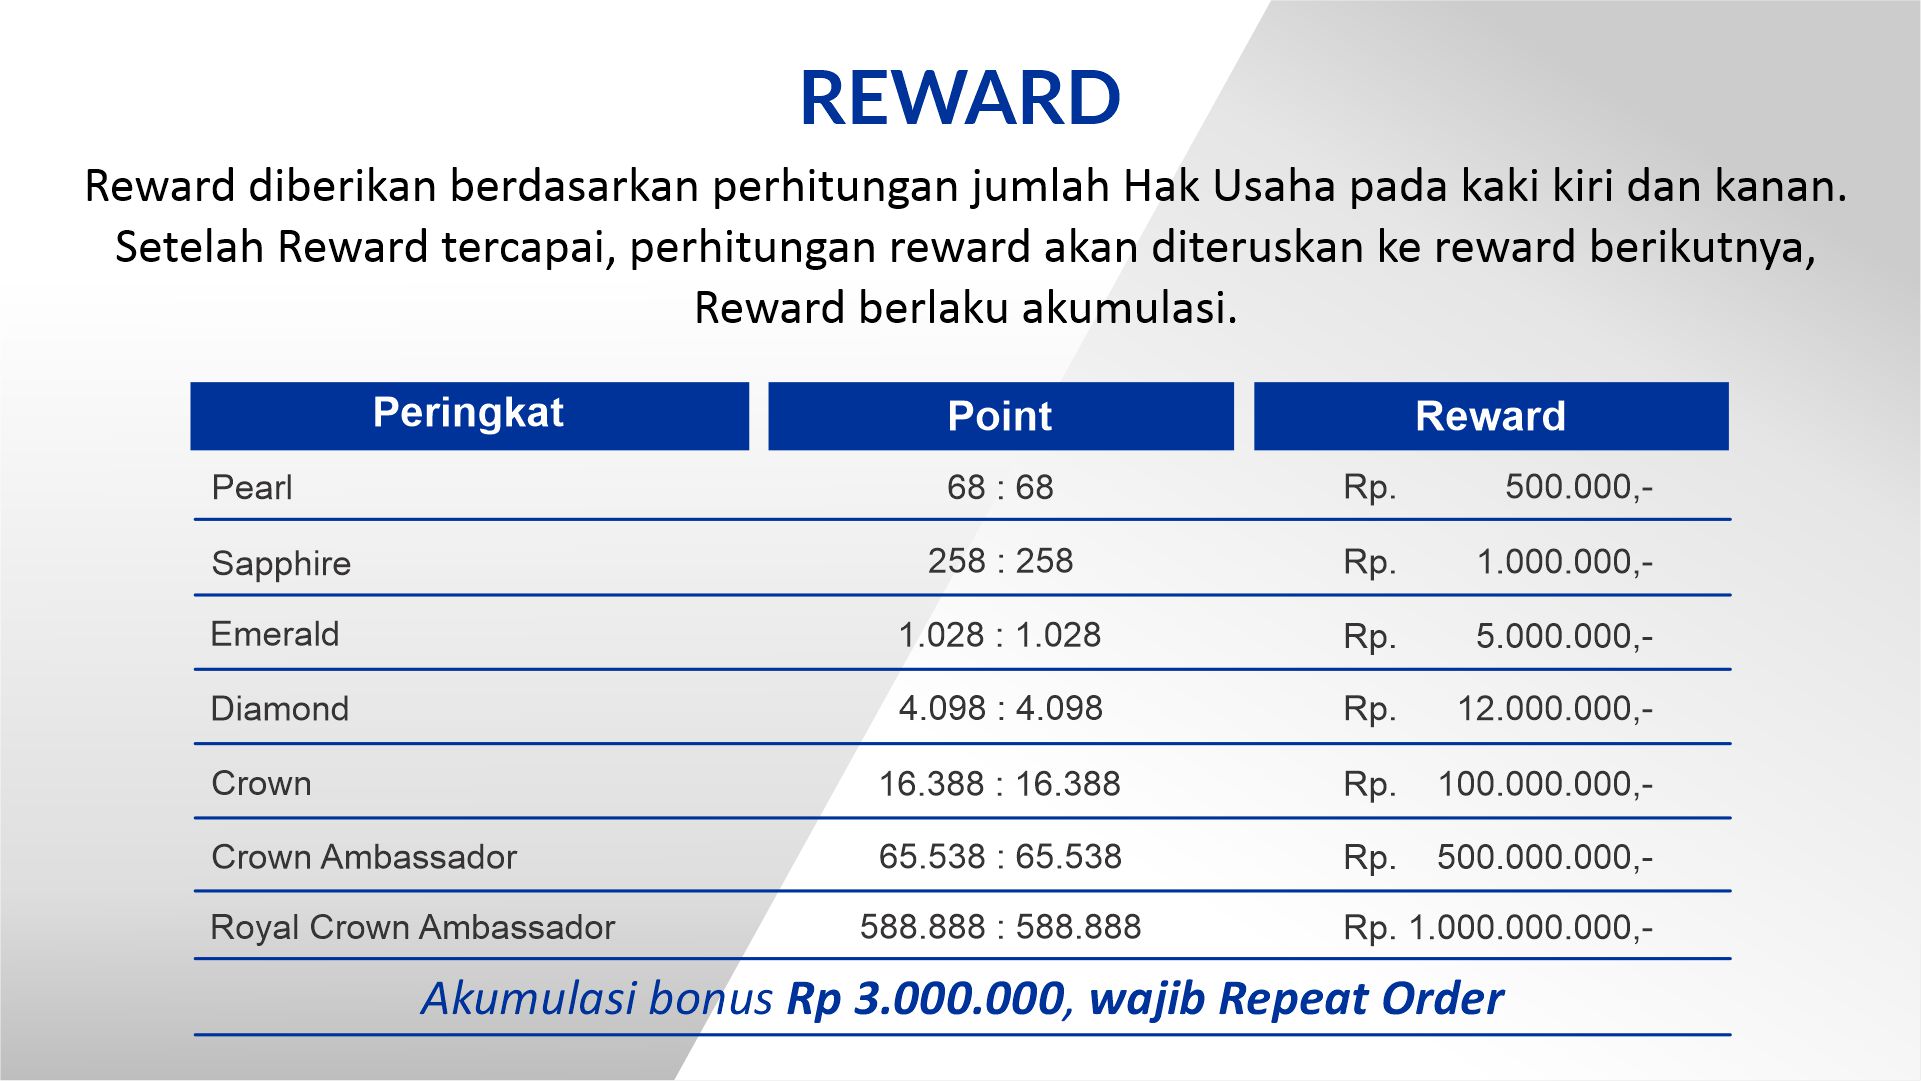 REWARD
Reward diberikan berdasarkan perhitungan jumlah Hak Usaha pada kaki kiri dan kanan.
Setelah Reward tercapai, perhitungan reward akan diteruskan ke reward berikutnya,
Reward berlaku akumulasi.
Peringkat Point Reward
Pearl 68 : 68 Rp. 500.000,-
Sapphire 258 : 258 Rp. 1.000.000,-
Emerald 1.028 : 1.028 Rp. 5.000.000,-
Diamond 4.098 : 4.098 Rp. 12.000.000,-
Crown 16.388 : 16.388 Rp. 100.000.000,-
Crown Ambassador 65.538 : 65.538 Rp. 500.000.000,-
Royal Crown Ambassador 588.888 : 588.888 Rp. 1.000.000.000,-
Akumulasi bonus Rp 3.000.000, wajib Repeat Order